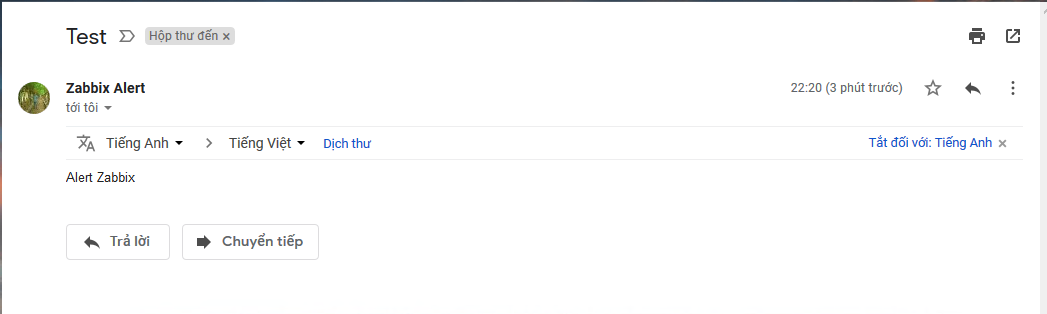 Test Hộp thư đến ×
Zabbix Alert 22:20 (3 phút trước)
tới tôi
Tiếng Anh Tiếng Việt Dịch thư Tắt đối với: Tiếng Anh ×
Alert Zabbix
Trả lời Chuyển tiếp